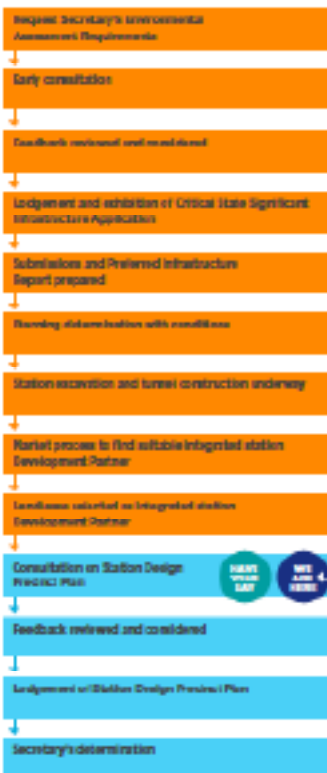 Request Secretary's Environmental
Assessment Requirements
Early consultation
Feedback reviewed and considered
Lodgement and exhibition of Critical State Significant
Infrastructure Application
Submissions and Preferred Infrastructure
Report prepared
Planning determination with conditions
Station excavation and tunnel construction underway
Market process to find suitable integrated station
Development Partner
Lendlease selected as integrated station
Development Partner
Consultation on Station Design
Precinct Plan
HAVE
YOUR
SAY
WE
ARE
HERE
Feedback reviewed and considered
Lodgement of Station Design Precinct Plan
Secretary's determination